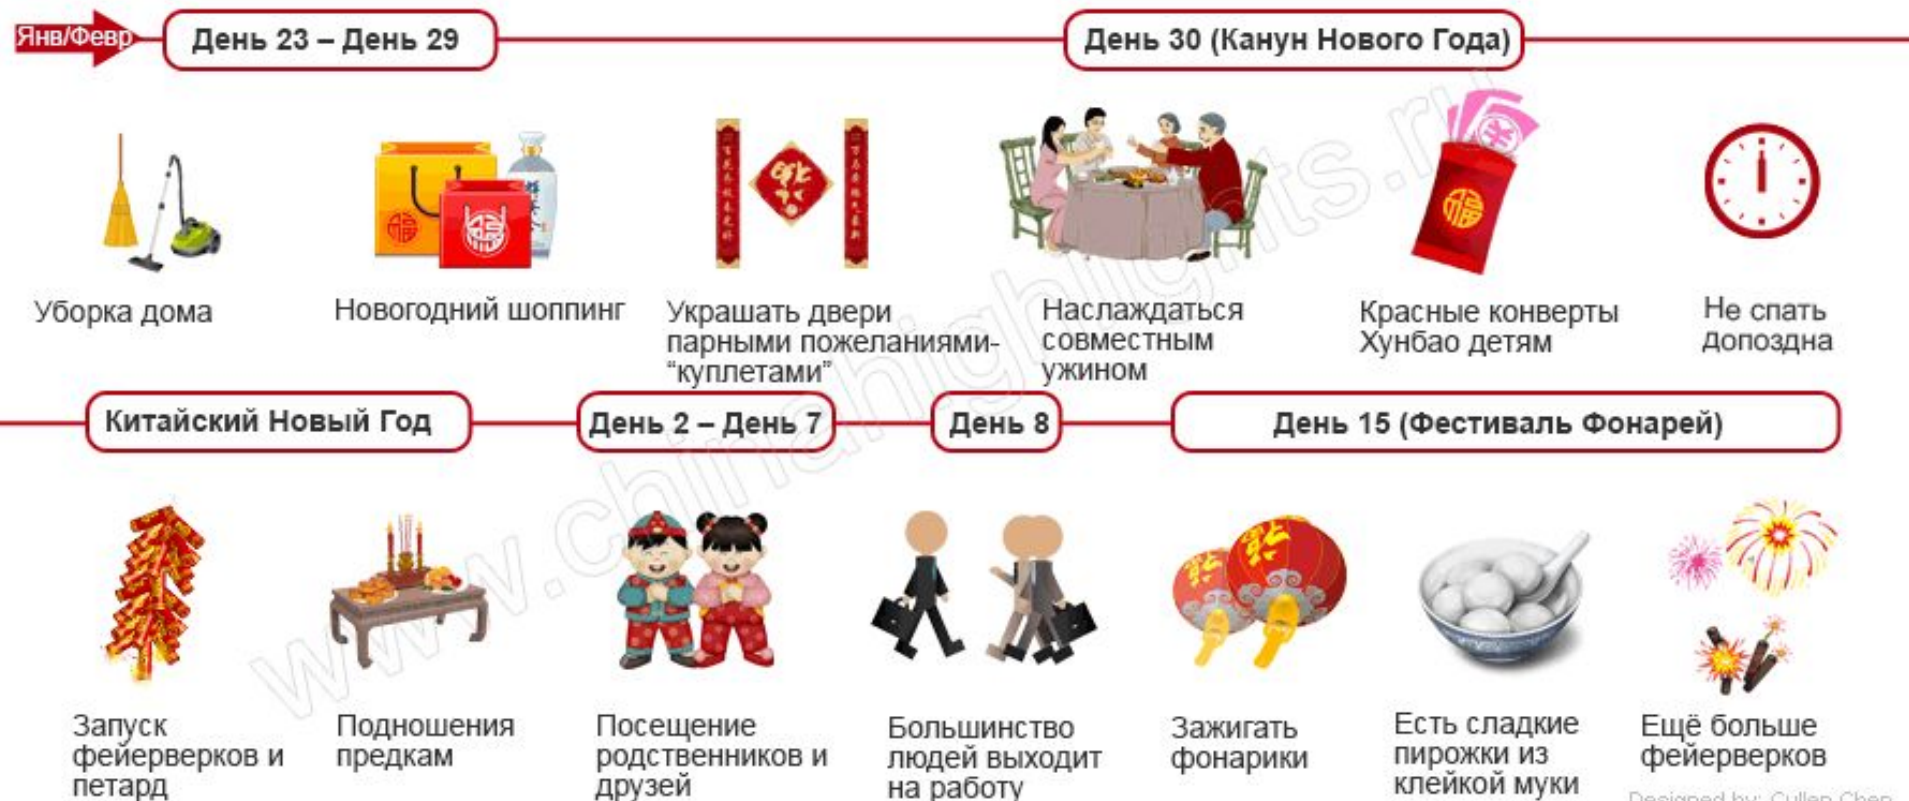 Янв/Февр
День 23 – День 29
День 30 (Канун Нового Года)
Уборка дома
Новогодний шоппинг
Украшать двери
парными пожеланиями-
“куплетами”
Наслаждаться
совместным
ужином
Красные конверты
Хунбао детям
Не спать
допоздна
Китайский Новый Год
День 2 – День 7
День 8
День 15 (Фестиваль Фонарей)
Запуск
фейерверков и
петард
Подношения
предкам
Посещение
родственников и
друзей
Большинство
людей выходит
на работу
Зажигать
фонарики
Есть сладкие
пирожки из
клейкой муки
Ещё больше
фейерверков
www.chinahighlights.ru
Designed by: Cullen Chen